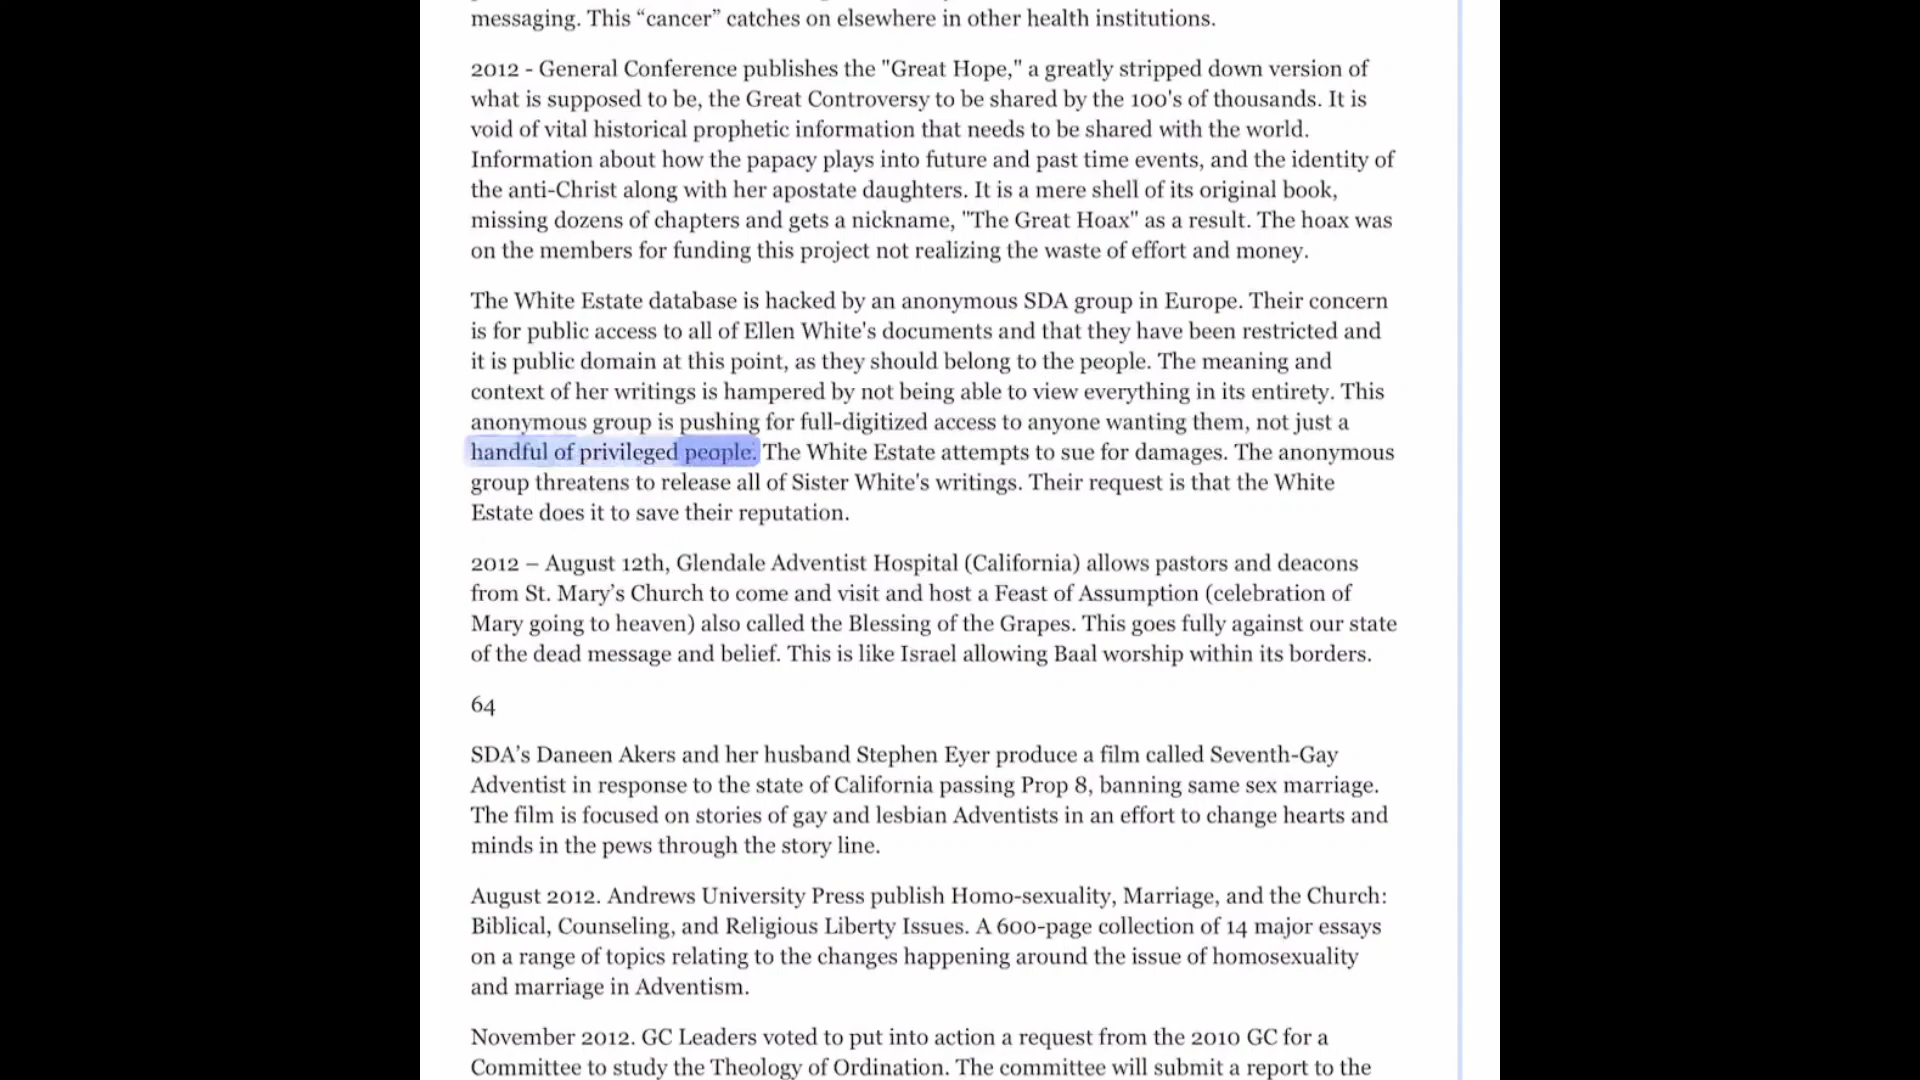 messaging. This “cancer” catches on elsewhere in other health institutions.
2012 - General Conference publishes the "Great Hope," a greatly stripped down version of
what is supposed to be, the Great Controversy to be shared by the 100's of thousands. It is
void of vital historical prophetic information that needs to be shared with the world.
Information about how the papacy plays into future and past time events, and the identity of
the anti-Christ along with her apostate daughters. It is a mere shell of its original book,
missing dozens of chapters and gets a nickname, "The Great Hoax" as a result. The hoax was
on the members for funding this project not realizing the waste of effort and money.
The White Estate database is hacked by an anonymous SDA group in Europe. Their concern
is for public access to all of Ellen White's documents and that they have been restricted and
it is public domain at this point, as they should belong to the people. The meaning and
context of her writings is hampered by not being able to view everything in its entirety. This
anonymous group is pushing for full-digitized access to anyone wanting them, not just a
handful of privileged people. The White Estate attempts to sue for damages. The anonymous
group threatens to release all of Sister White's writings. Their request is that the White
Estate does it to save their reputation.
2012 – August 12th, Glendale Adventist Hospital (California) allows pastors and deacons
from St. Mary’s Church to come and visit and host a Feast of Assumption (celebration of
Mary going to heaven) also called the Blessing of the Grapes. This goes fully against our state
of the dead message and belief. This is like Israel allowing Baal worship within its borders.
64
SDA’s Daneen Akers and her husband Stephen Eyer produce a film called Seventh-Gay
Adventist in response to the state of California passing Prop 8, banning same sex marriage.
The film is focused on stories of gay and lesbian Adventists in an effort to change hearts and
minds in the pews through the story line.
August 2012. Andrews University Press publish Homo-sexuality, Marriage, and the Church:
Biblical, Counseling, and Religious Liberty Issues. A 600-page collection of 14 major essays
on a range of topics relating to the changes happening around the issue of homosexuality
and marriage in Adventism.
November 2012. GC Leaders voted to put into action a request from the 2010 GC for a
Committee to study the Theology of Ordination. The committee will submit a report to the